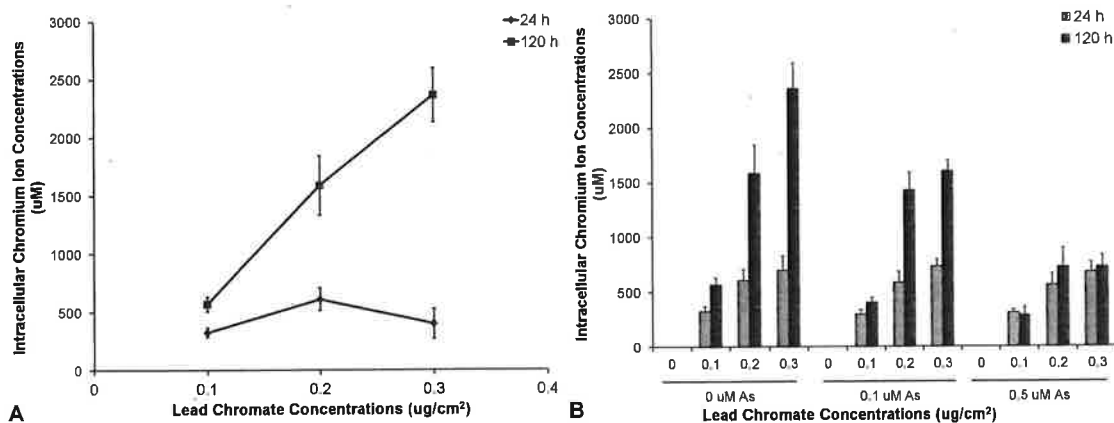 3000
2500
2000
1500
1000
500
0
Intracellular Chromium Ion Concentrations
(uM)
24 h
120 h
0
0.1
0.2
0.3
0,4
Lead Chromate Concentrations (ug/cm²)
A
3000
2500
2000
1500
1000
500
0
Intracellular Chromium Ion Concentrations
(uM)
24 h
120 h
0 0,1 0,2 0,3 0 0,1 0,2 0,3 0 0,1 0,2 0,3
0 uM As 0,1 uM As 0,5 uM As
Lead Chromate Concentrations (ug/cm²)
B